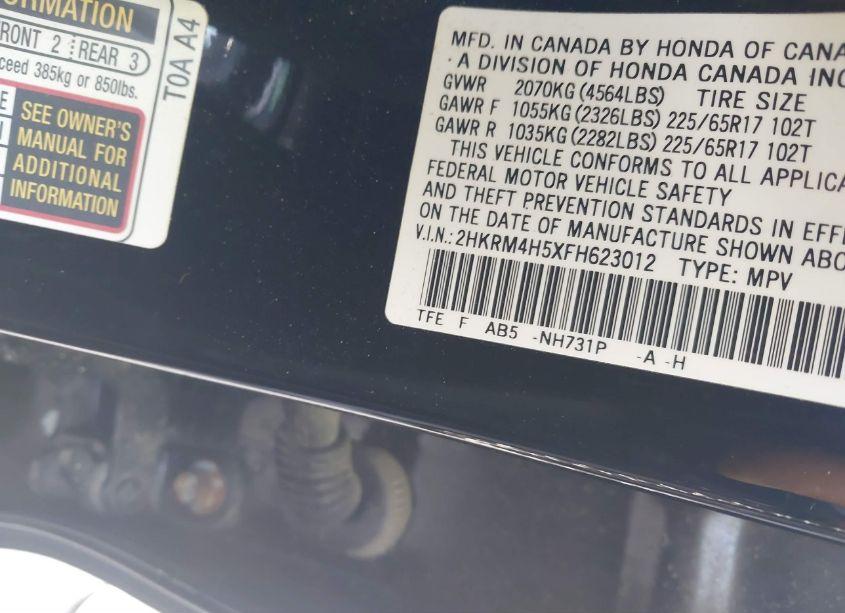 ORMATION
FRONT 2 REAR 3
ceed 385kg or 850lbs.
SEE OWNER'S
MANUAL FOR
ADDITIONAL
INFORMATION
T0A A4
MFD. IN CANADA BY HONDA OF CANA
A DIVISION OF HONDA CANADA INC
GVWR 2070KG (4564LBS) TIRE SIZE
GAWR F 1055KG (2326LBS) 225/65R17 102T
GAWR R 1035KG (2282LBS) 225/65R17 102T
THIS VEHICLE CONFORMS TO ALL APPLICA
FEDERAL MOTOR VEHICLE SAFETY
AND THEFT PREVENTION STANDARDS IN EFFE
ON THE DATE OF MANUFACTURE SHOWN ABO
V.I.N.: 2HKRM4H5XFH623012 TYPE: MPV
TFE F AB5 -NH731P -A -H